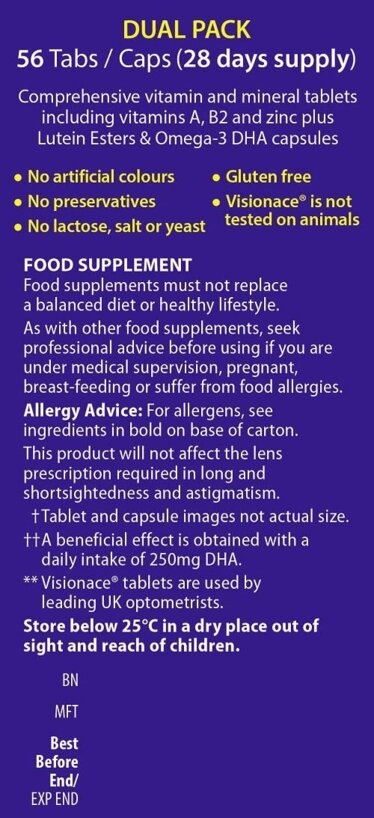 DUAL PACK
56 Tabs / Caps (28 days supply)
Comprehensive vitamin and mineral tablets
including vitamins A, B2 and zinc plus
Lutein Esters & Omega-3 DHA capsules
• No artificial colours
• No preservatives
• No lactose, salt or yeast
• Gluten free
• Visionace® is not
tested on animals
FOOD SUPPLEMENT
Food supplements must not replace
a balanced diet or healthy lifestyle.
As with other food supplements, seek
professional advice before using if you are
under medical supervision, pregnant,
breast-feeding or suffer from food allergies.
Allergy Advice: For allergens, see
ingredients in bold on base of carton.
This product will not affect the lens
prescription required in long and
shortsightedness and astigmatism.
†Tablet and capsule images not actual size.
††A beneficial effect is obtained with a
daily intake of 250mg DHA.
** Visionace® tablets are used by
leading UK optometrists.
Store below 25°C in a dry place out of
sight and reach of children.
BN
MFT
Best
Before
End/
EXP END